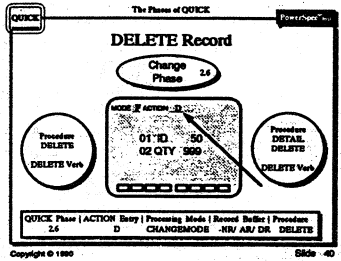 The Phases of QUICK
QUICK
DELETE Record
Change
Phase 2.6
MODE: F ACTION: D
01 ID 50
02 QTY 999
Procedure
DELETE
DELETE Verb
Procedure
DETAIL
DELETE
DELETE Verb
QUICK Phase | ACTION Entry | Processing Mode | Record Buffer | Procedure
2.6 D CHANGEMODE -NR/ AR/ DR DELETE
Copyright © 1990
Slide 40